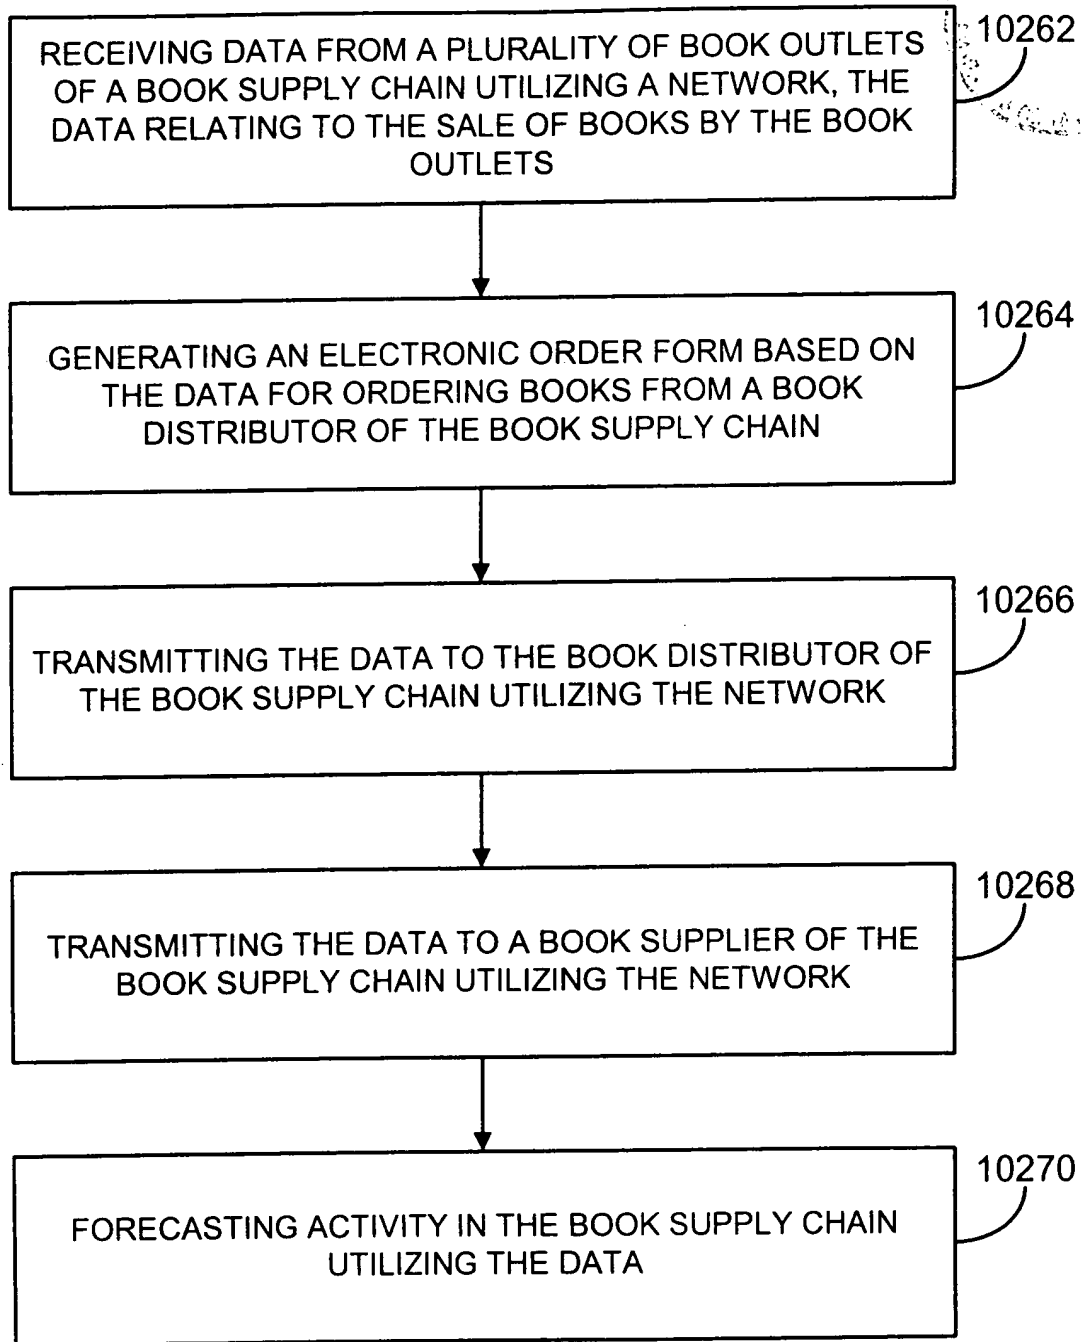 RECEIVING DATA FROM A PLURALITY OF BOOK OUTLETS
OF A BOOK SUPPLY CHAIN UTILIZING A NETWORK, THE
DATA RELATING TO THE SALE OF BOOKS BY THE BOOK
OUTLETS
10262
GENERATING AN ELECTRONIC ORDER FORM BASED ON
THE DATA FOR ORDERING BOOKS FROM A BOOK
DISTRIBUTOR OF THE BOOK SUPPLY CHAIN
10264
TRANSMITTING THE DATA TO THE BOOK DISTRIBUTOR OF
THE BOOK SUPPLY CHAIN UTILIZING THE NETWORK
10266
TRANSMITTING THE DATA TO A BOOK SUPPLIER OF THE
BOOK SUPPLY CHAIN UTILIZING THE NETWORK
10268
FORECASTING ACTIVITY IN THE BOOK SUPPLY CHAIN
UTILIZING THE DATA
10270